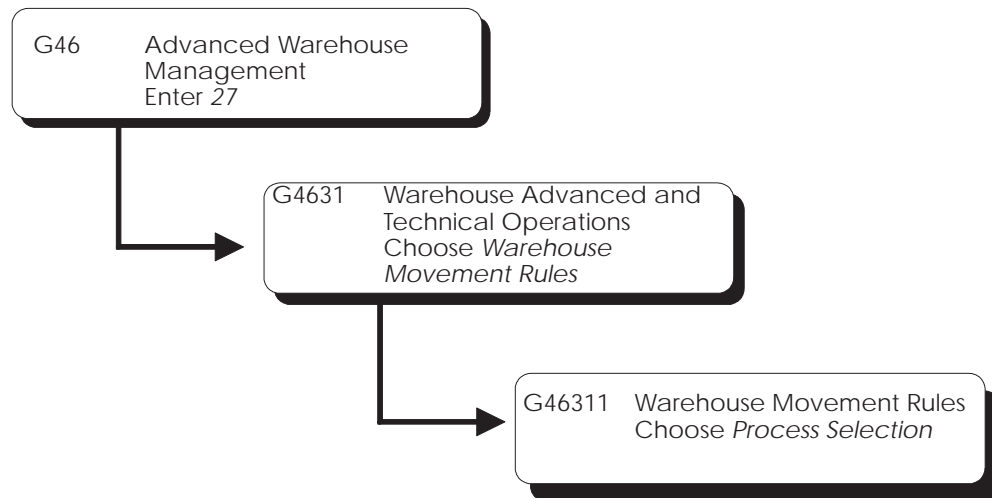 G46 Advanced Warehouse
Management
Enter 27
G4631 Warehouse Advanced and
Technical Operations
Choose Warehouse
Movement Rules
G46311 Warehouse Movement Rules
Choose Process Selection